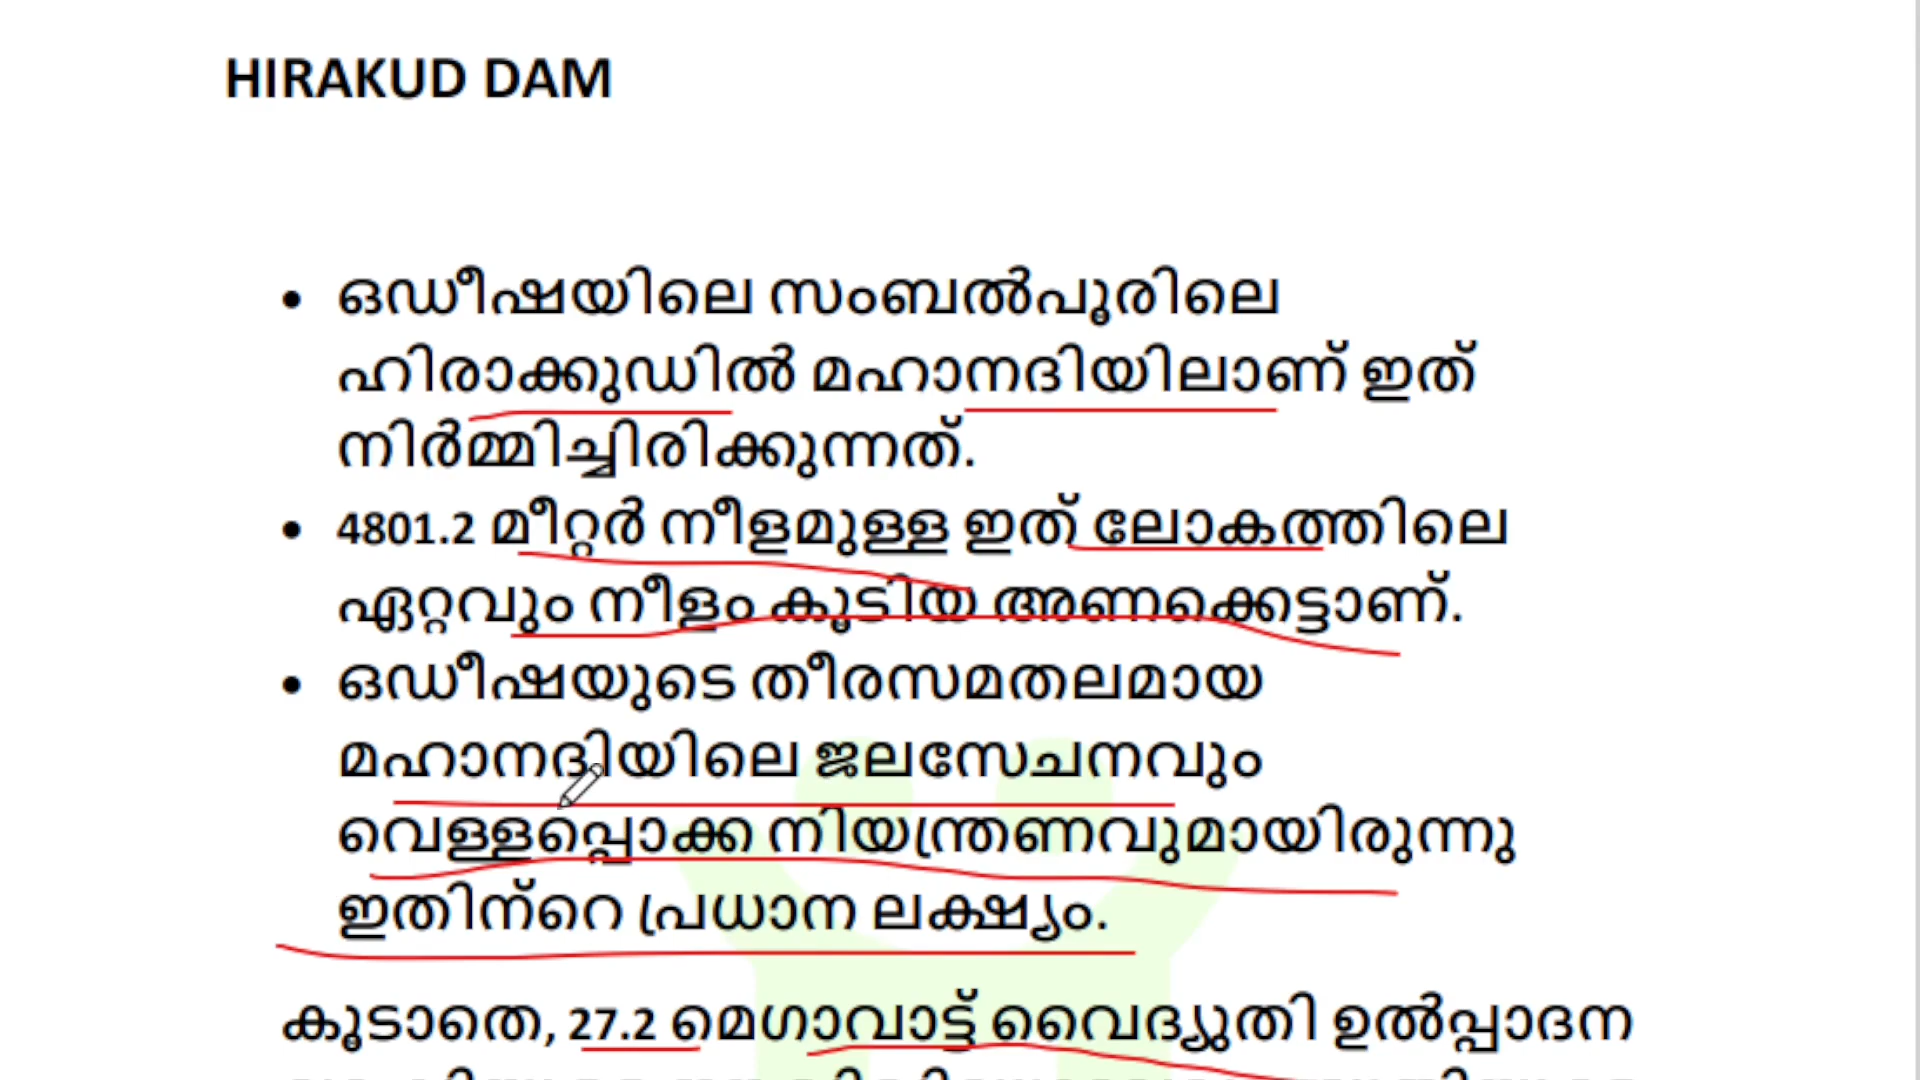 HIRAKUD DAM
• ഒഡീഷയിലെ സംബൽപൂരിലെ
ഹിരാക്കുഡിൽ മഹാനദിയിലാണ് ഇത്
നിർമ്മിച്ചിരിക്കുന്നത്.
• 4801.2 മീറ്റർ നീളമുള്ള ഇത് ലോകത്തിലെ
ഏറ്റവും നീളം കൂടിയ അണക്കെട്ടാണ്.
• ഒഡീഷയുടെ തീരസമതലമായ
മഹാനദിയിലെ ജലസേചനവും
വെള്ളപ്പൊക്ക നിയന്ത്രണവുമായിരുന്നു
ഇതിന്റെ പ്രധാന ലക്ഷ്യം.
കൂടാതെ, 27.2 മെഗാവാട്ട് വൈദ്യുതി ഉൽപ്പാദന